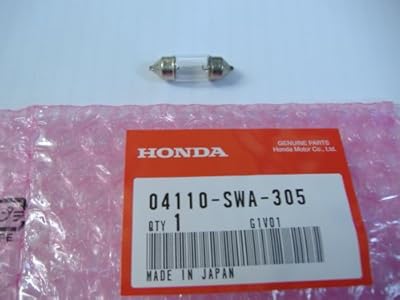 GENUINE PARTS
Honda Motor Co., Ltd.
HONDA
04110-SWA-305
QTY 1 G1V01
MADE IN JAPAN